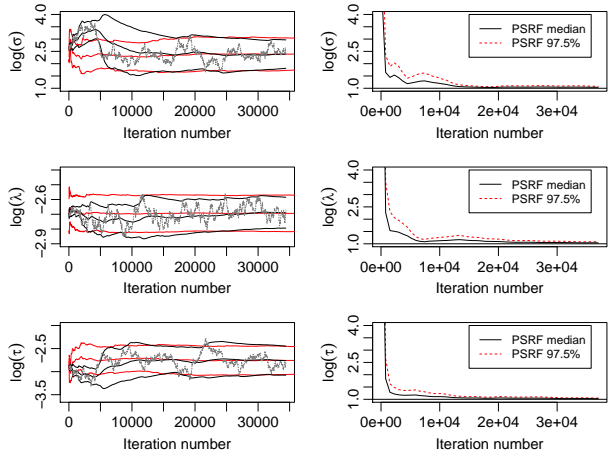 log(σ)
1.0
2.5
4.0
0
10000
20000
30000
Iteration number
log(σ)
1.0
2.5
4.0
PSRF median
PSRF 97.5%
0e+00
1e+04
2e+04
3e+04
Iteration number
log(λ)
−2.9
−2.6
0
10000
20000
30000
Iteration number
log(λ)
1.0
2.5
4.0
PSRF median
PSRF 97.5%
0e+00
1e+04
2e+04
3e+04
Iteration number
log(τ)
−3.5
−2.5
0
10000
20000
30000
Iteration number
log(τ)
1.0
2.5
4.0
PSRF median
PSRF 97.5%
0e+00
1e+04
2e+04
3e+04
Iteration number